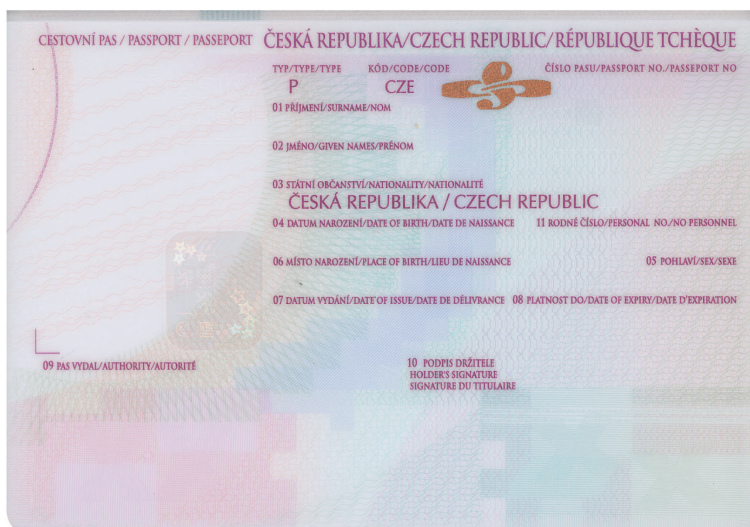 CESTOVNÍ PAS / PASSPORT / PASSEPORT ČESKÁ REPUBLIKA/CZECH REPUBLIC/RÉPUBLIQUE TCHÈQUE
TYP/TYPE/TYPE KÓD/CODE/CODE ČÍSLO PASU/PASSPORT NO./PASSEPORT NO
P CZE
01 PŘÍJMENÍ/SURNAME/NOM
02 JMÉNO/GIVEN NAMES/PRÉNOM
03 STÁTNÍ OBČANSTVÍ/NATIONALITY/NATIONALITÉ
ČESKÁ REPUBLIKA / CZECH REPUBLIC
04 DATUM NAROZENÍ/DATE OF BIRTH/DATE DE NAISSANCE 11 RODNÉ ČÍSLO/PERSONAL NO./NO PERSONNEL
06 MÍSTO NAROZENÍ/PLACE OF BIRTH/LIEU DE NAISSANCE 05 POHLAVÍ/SEX/SEXE
07 DATUM VYDÁNÍ/DATE OF ISSUE/DATE DE DÉLIVRANCE 08 PLATNOST DO/DATE OF EXPIRY/DATE D'EXPIRATION
09 PAS VYDAL/AUTHORITY/AUTORITÉ 10 PODPIS DRŽITELE
HOLDER'S SIGNATURE
SIGNATURE DU TITULAIRE